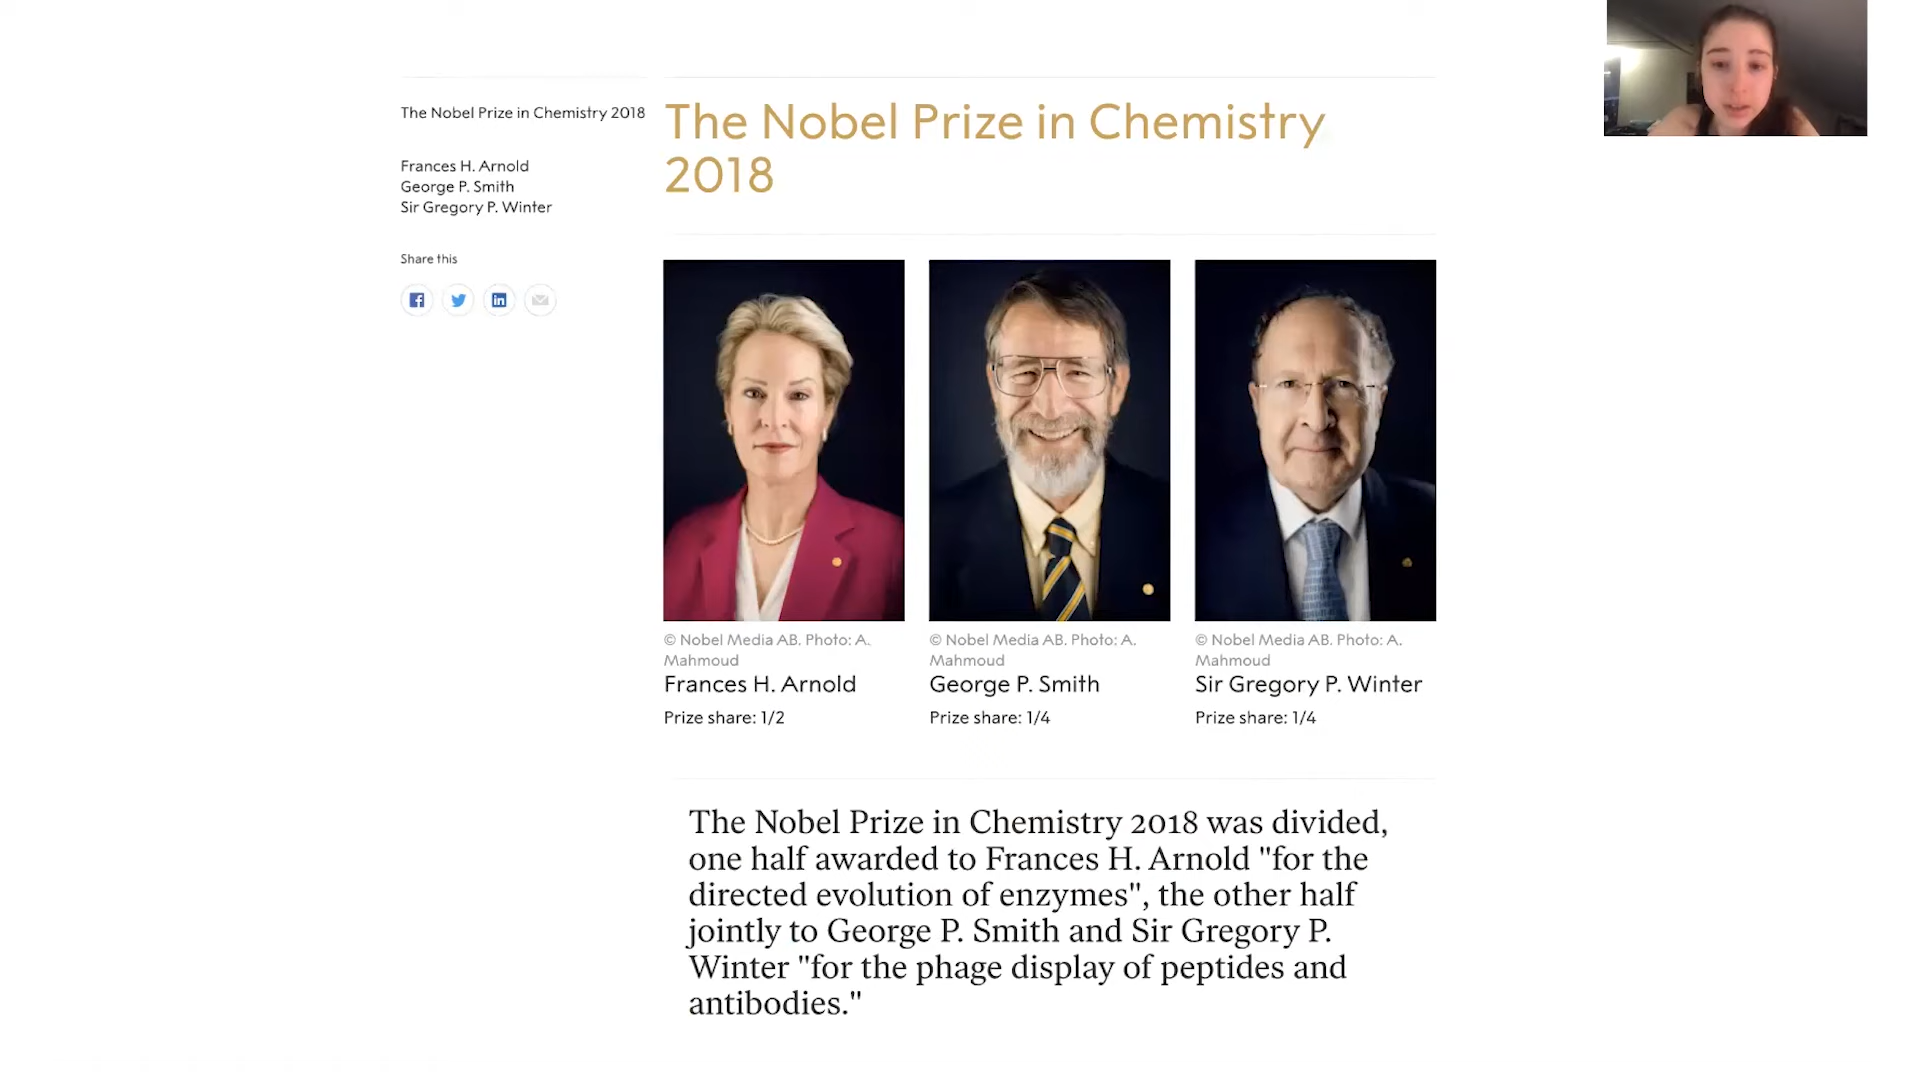 The Nobel Prize in Chemistry 2018
Frances H. Arnold
George P. Smith
Sir Gregory P. Winter
Share this
The Nobel Prize in Chemistry
2018
© Nobel Media AB. Photo: A.
Mahmoud
Frances H. Arnold
Prize share: 1/2
© Nobel Media AB. Photo: A.
Mahmoud
George P. Smith
Prize share: 1/4
© Nobel Media AB. Photo: A.
Mahmoud
Sir Gregory P. Winter
Prize share: 1/4
The Nobel Prize in Chemistry 2018 was divided,
one half awarded to Frances H. Arnold "for the
directed evolution of enzymes", the other half
jointly to George P. Smith and Sir Gregory P.
Winter "for the phage display of peptides and
antibodies."